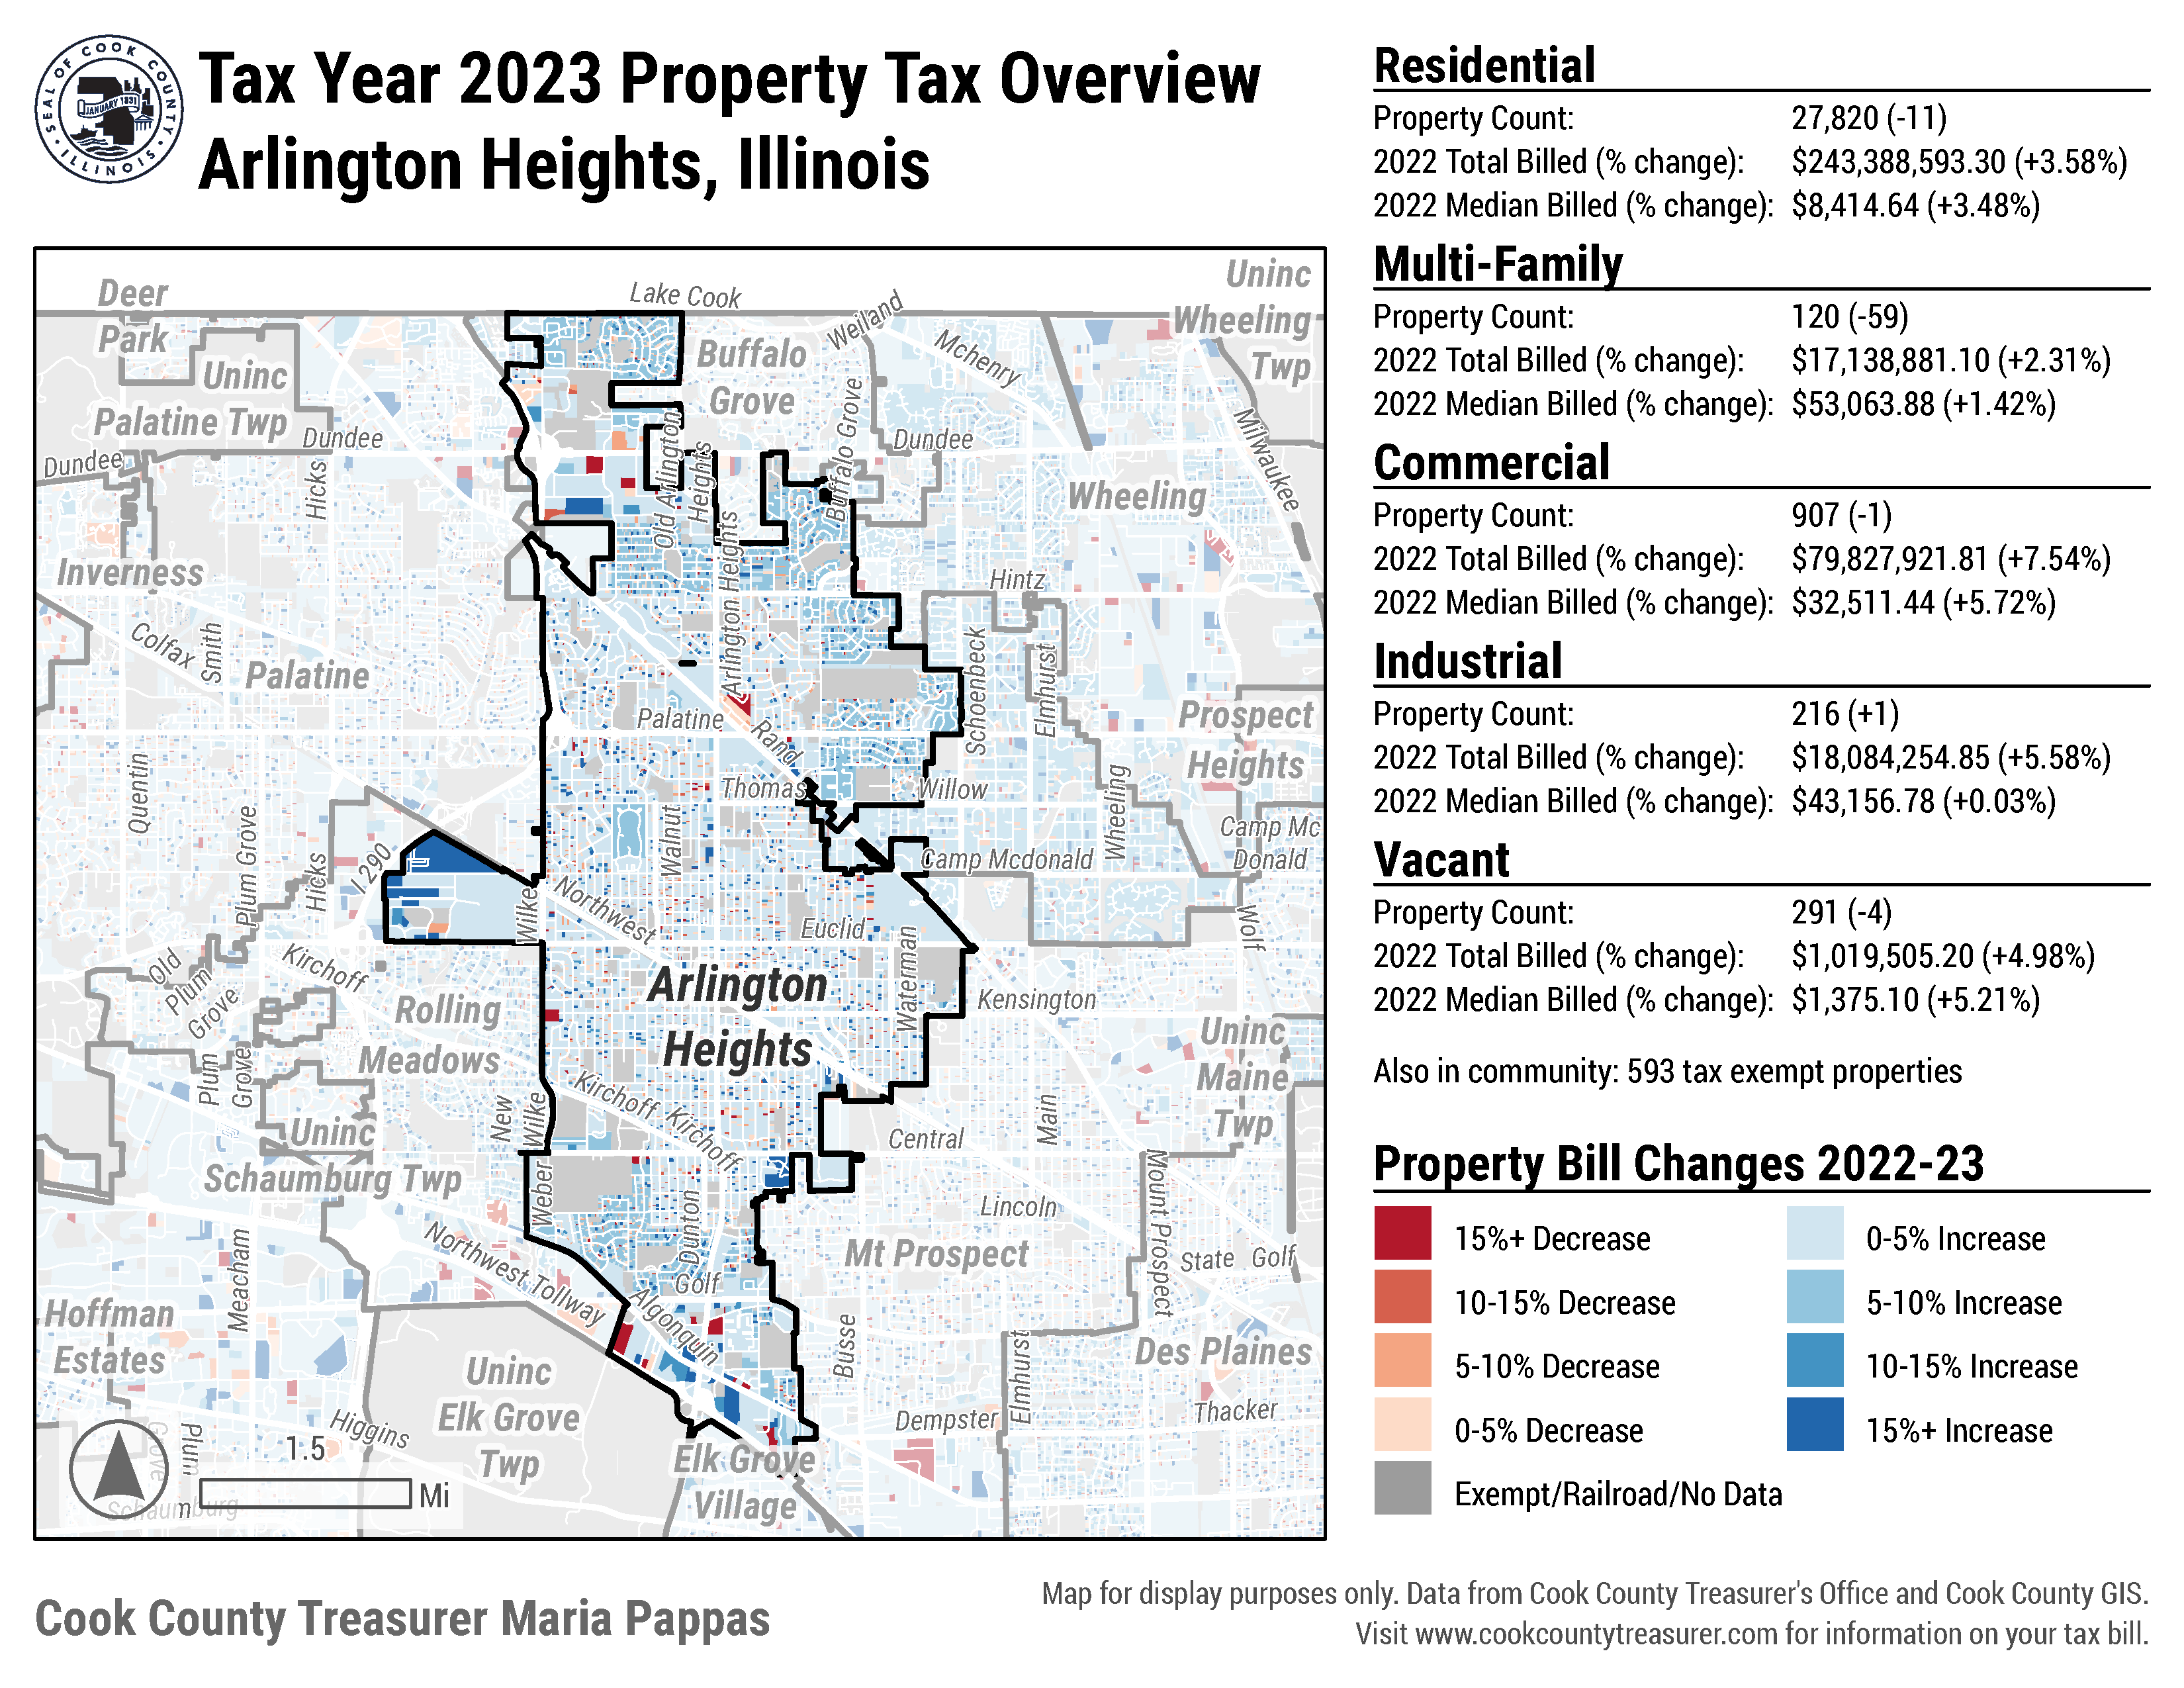 SEAL OF COOK COUNTY
JANUARY 1831
• ILLINOIS •
Tax Year 2023 Property Tax Overview
Arlington Heights, Illinois
Residential
Property Count: 27,820 (-11)
2022 Total Billed (% change): $243,388,593.30 (+3.58%)
2022 Median Billed (% change): $8,414.64 (+3.48%)
Multi-Family
Property Count: 120 (-59)
2022 Total Billed (% change): $17,138,881.10 (+2.31%)
2022 Median Billed (% change): $53,063.88 (+1.42%)
Commercial
Property Count: 907 (-1)
2022 Total Billed (% change): $79,827,921.81 (+7.54%)
2022 Median Billed (% change): $32,511.44 (+5.72%)
Industrial
Property Count: 216 (+1)
2022 Total Billed (% change): $18,084,254.85 (+5.58%)
2022 Median Billed (% change): $43,156.78 (+0.03%)
Vacant
Property Count: 291 (-4)
2022 Total Billed (% change): $1,019,505.20 (+4.98%)
2022 Median Billed (% change): $1,375.10 (+5.21%)
Also in community: 593 tax exempt properties
Property Bill Changes 2022-23
15%+ Decrease
10-15% Decrease
5-10% Decrease
0-5% Decrease
Exempt/Railroad/No Data
0-5% Increase
5-10% Increase
10-15% Increase
15%+ Increase
Deer
Park
Uninc
Palatine Twp
Lake Cook
Buffalo
Grove
Weiland
Mchenry
Uninc
Wheeling
Twp
Dundee
Dundee
Dundee
Hicks
Old Arlington
Heights
Buffalo Grove
Milwaukee
Wheeling
Inverness
Arlington Heights
Hintz
Colfax
Smith
Palatine
Palatine
Rand
Schoenbeck
Elmhurst
Prospect
Heights
Quentin
Plum Grove
Hicks
I 290
Thomas
Willow
Walnut
Wheeling
Camp Mcdonald
Camp Mc
Donald
Wilke
Northwest
Euclid
Waterman
Wolf
Old
Plum
Grove
Kirchoff
Rolling
Meadows
Arlington
Heights
Kensington
Uninc
Maine
Twp
Plum
Grove
Uninc
Schaumburg Twp
New
Wilke
Kirchoff
Kirchoff
Central
Main
Weber
Dunton
Lincoln
Mount Prospect
Meacham
Northwest Tollway
Golf
Algonquin
Mt Prospect
State
Golf
Hoffman
Estates
Uninc
Elk Grove
Twp
Busse
Elmhurst
Des Plaines
Higgins
Dempster
Thacker
Grove
Plum
Schaumburg
Elk Grove
Village
1.5
Mi
Cook County Treasurer Maria Pappas
Map for display purposes only. Data from Cook County Treasurer's Office and Cook County GIS.
Visit www.cookcountytreasurer.com for information on your tax bill.